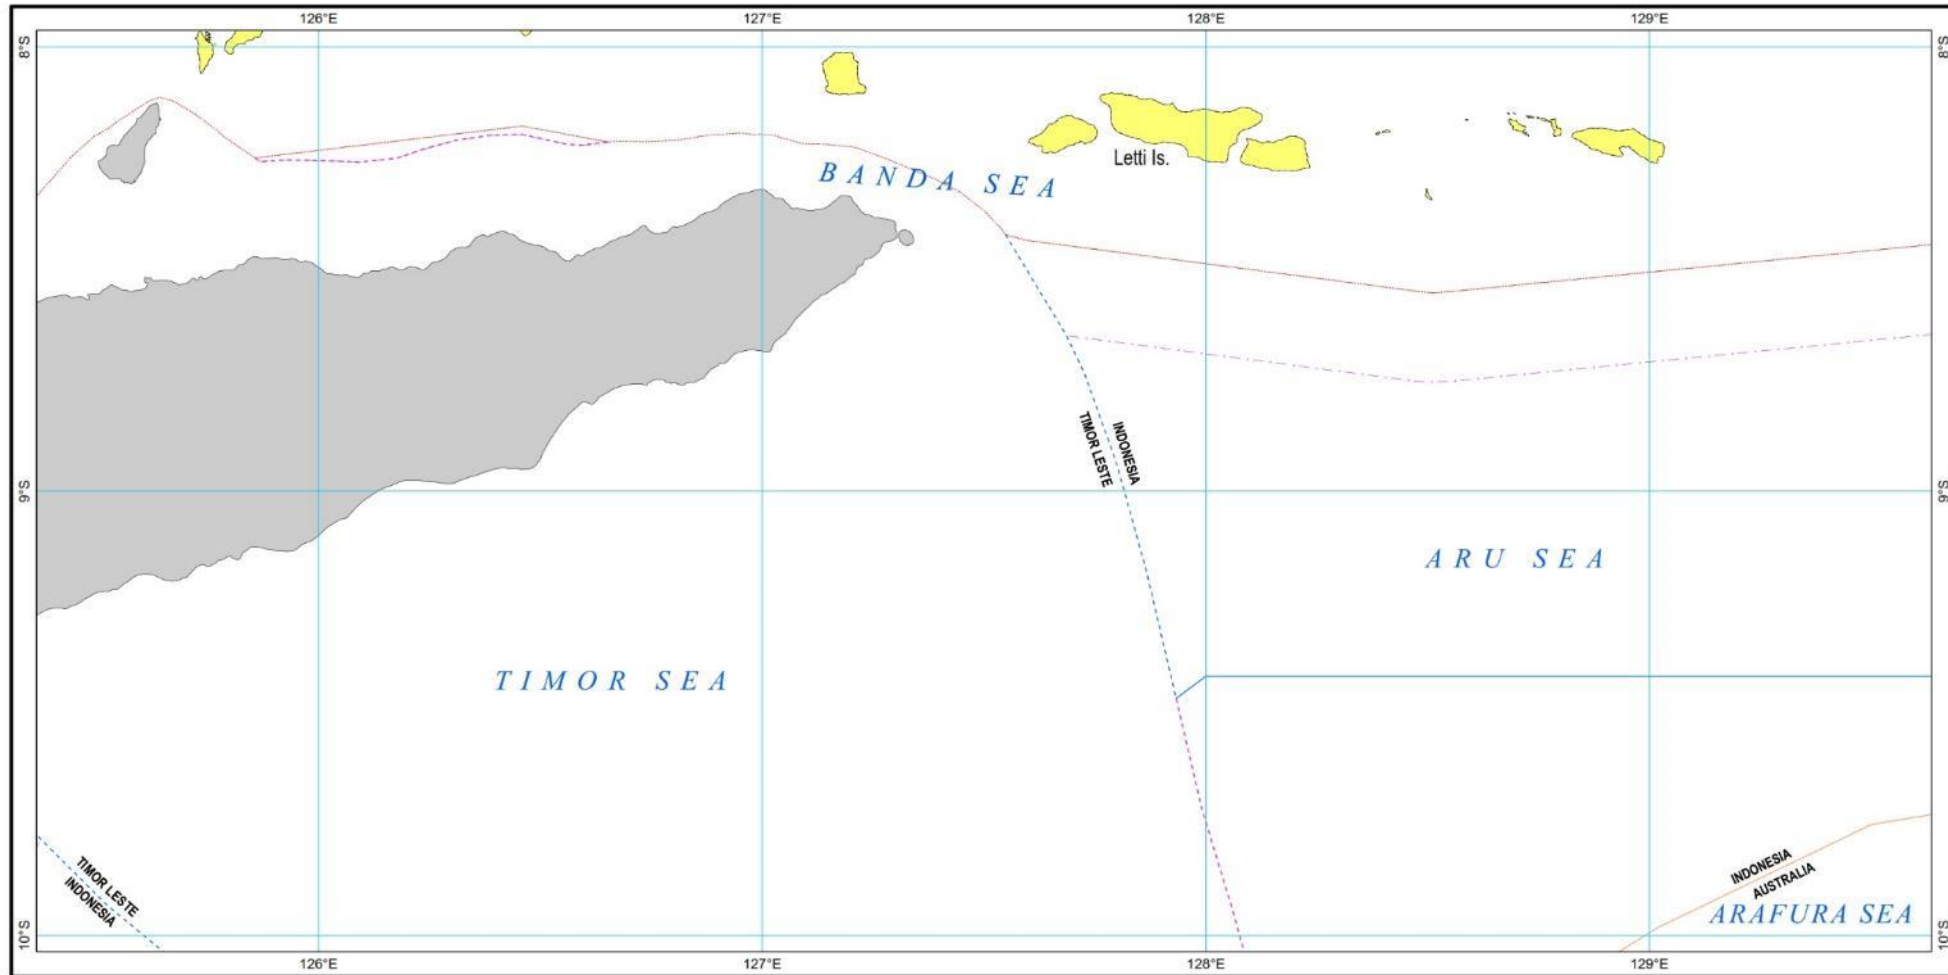 126°E
127°E
128°E
129°E
8°S
8°S
Letti Is.
BANDA SEA
TIMOR LESTE
INDONESIA
9°S
9°S
ARU SEA
TIMOR SEA
TIMOR LESTE
INDONESIA
INDONESIA
AUSTRALIA
ARAFURA SEA
10°S
10°S
126°E
127°E
128°E
129°E